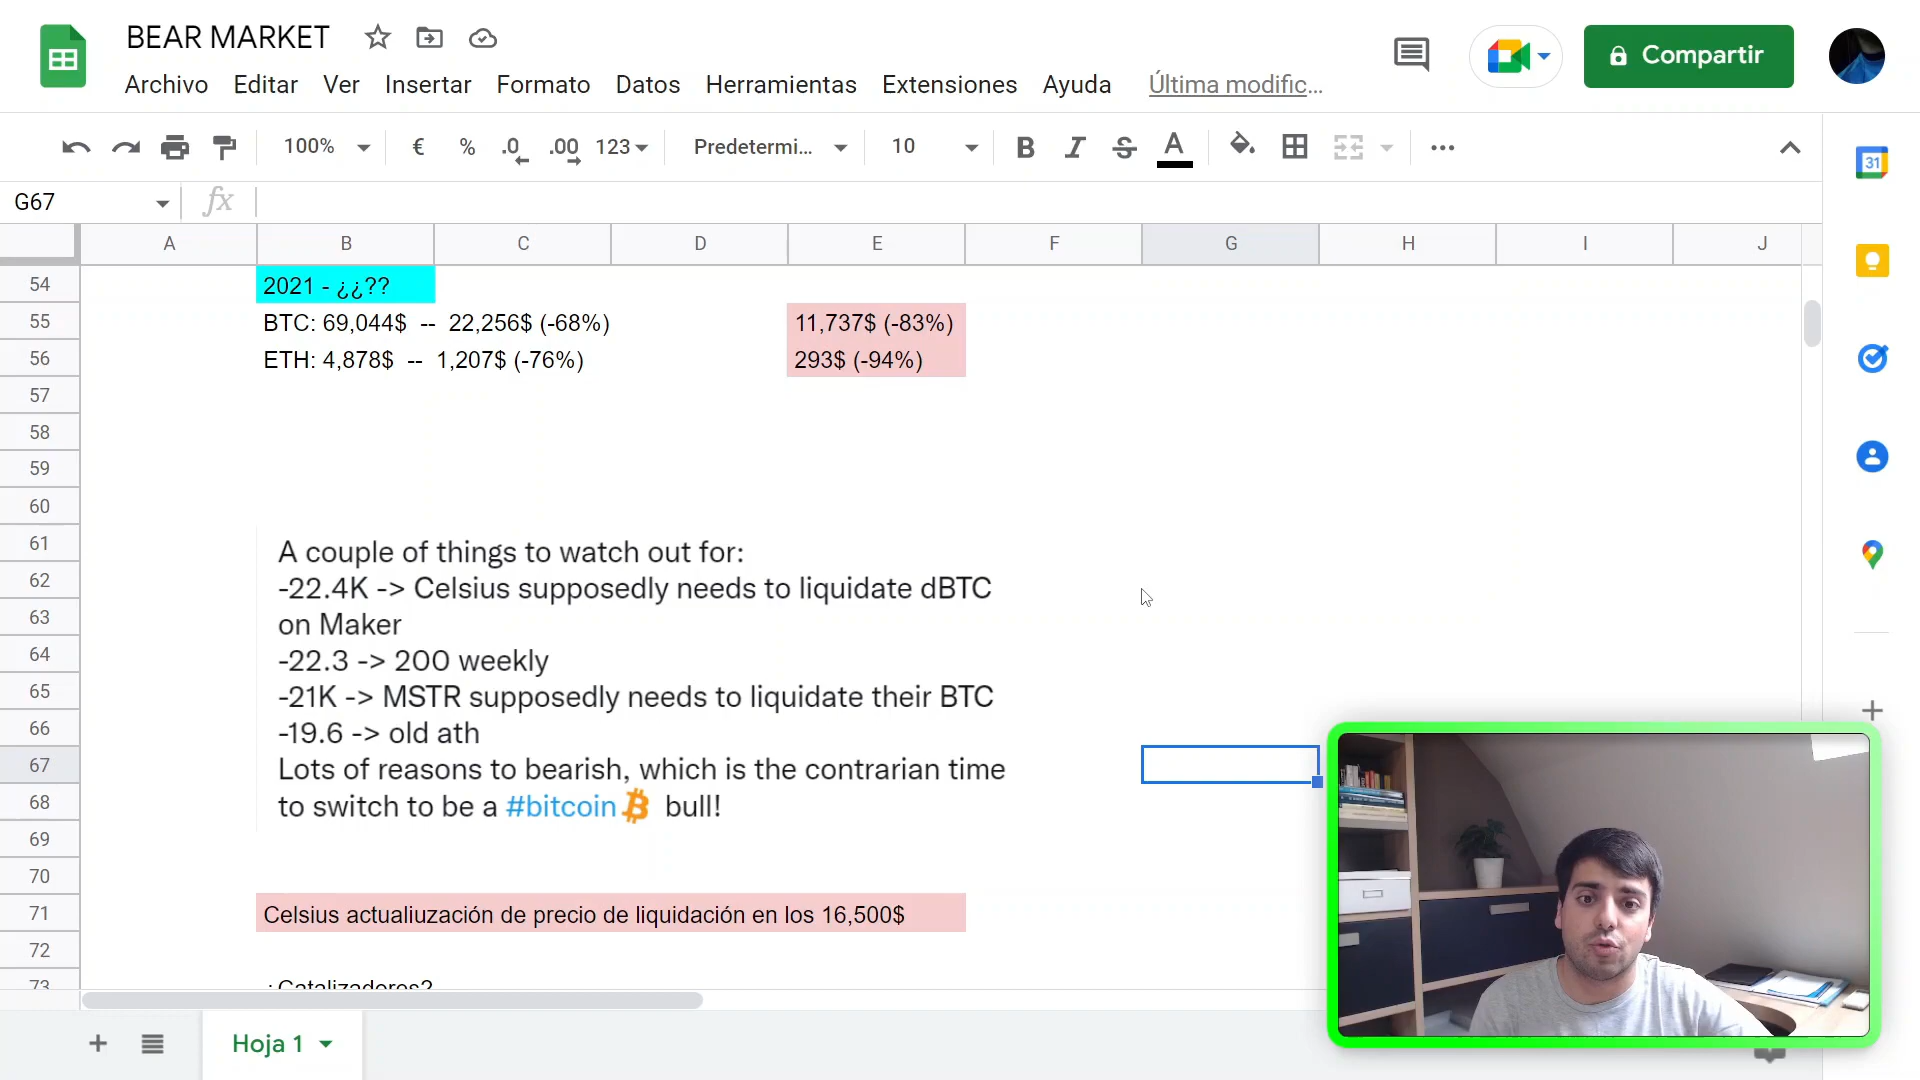 BEAR MARKET
Compartir
Archivo Editar Ver Insertar Formato Datos Herramientas Extensiones Ayuda Última modific...
100% € % .0 .00 123 Predetermi... 10 B I S A
31
G67 fx
A B C D E F G H I J
54 2021 - ¿¿??
55 BTC: 69,044$ -- 22,256$ (-68%) 11,737$ (-83%)
56 ETH: 4,878$ -- 1,207$ (-76%) 293$ (-94%)
57
58
59
60
61 A couple of things to watch out for:
62 -22.4K -> Celsius supposedly needs to liquidate dBTC
63 on Maker
64 -22.3 -> 200 weekly
65 -21K -> MSTR supposedly needs to liquidate their BTC
66 -19.6 -> old ath
67 Lots of reasons to bearish, which is the contrarian time
68 to switch to be a #bitcoin bull!
69
70
71 Celsius actualiuzación de precio de liquidación en los 16,500$
72
73 ¿Catalizadores?
Hoja 1